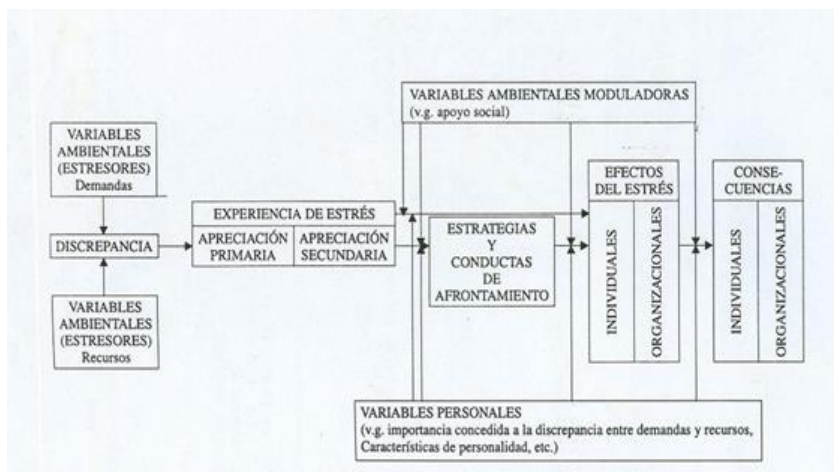 VARIABLES AMBIENTALES MODULADORAS
(v.g. apoyo social)
VARIABLES
AMBIENTALES
(ESTRESORES)
Demandas
DISCREPANCIA
VARIABLES
AMBIENTALES
(ESTRESORES)
Recursos
EXPERIENCIA DE ESTRÉS
APRECIACIÓN
PRIMARIA
APRECIACIÓN
SECUNDARIA
ESTRATEGIAS
Y
CONDUCTAS
DE
AFRONTAMIENTO
EFECTOS
DEL ESTRÉS
INDIVIDUALES
ORGANIZACIONALES
CONSE-
CUENCIAS
INDIVIDUALES
ORGANIZACIONALES
VARIABLES PERSONALES
(v.g. importancia concedida a la discrepancia entre demandas y recursos,
Características de personalidad, etc.)